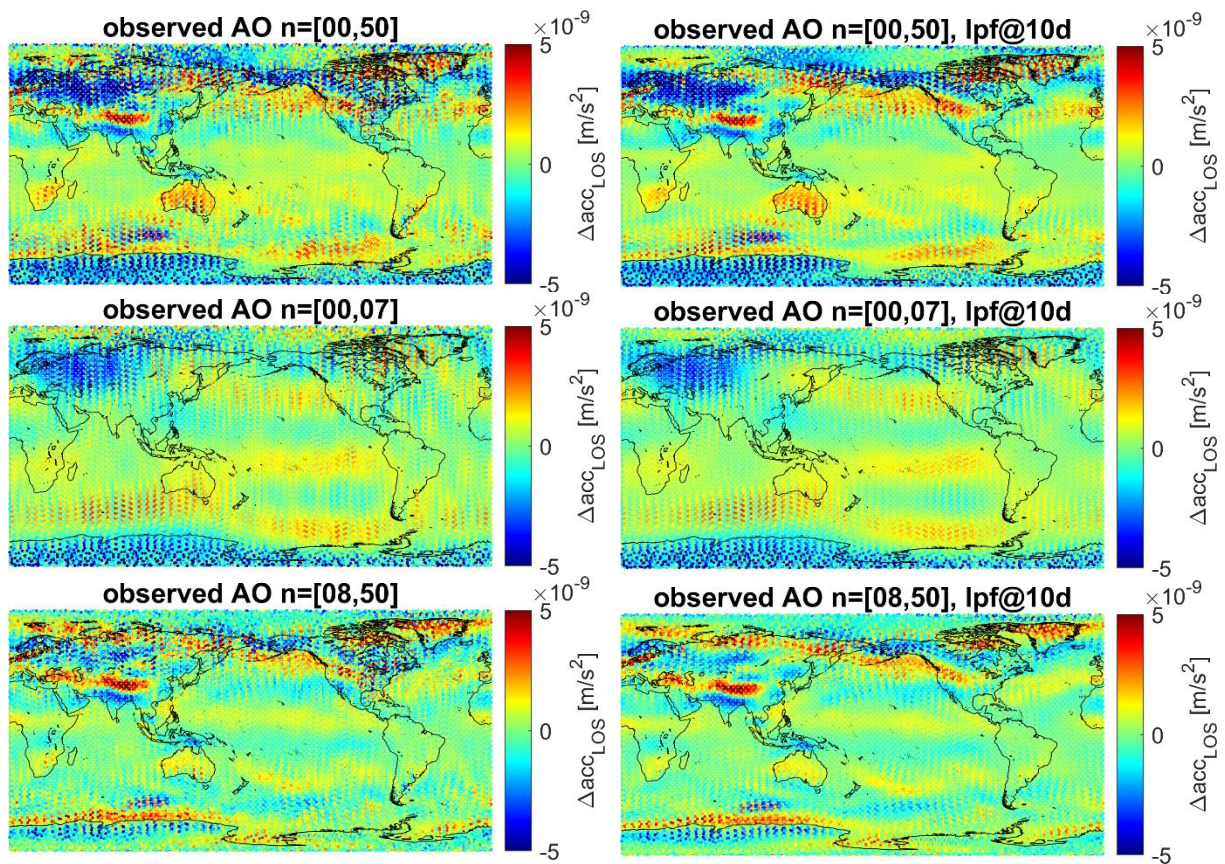 observed AO n=[00,50]
×10⁻⁹
5
0
-5
Δacc_LOS [m/s²]
observed AO n=[00,50], lpf@10d
×10⁻⁹
5
0
-5
Δacc_LOS [m/s²]
observed AO n=[00,07]
×10⁻⁹
5
0
-5
Δacc_LOS [m/s²]
observed AO n=[00,07], lpf@10d
×10⁻⁹
5
0
-5
Δacc_LOS [m/s²]
observed AO n=[08,50]
×10⁻⁹
5
0
-5
Δacc_LOS [m/s²]
observed AO n=[08,50], lpf@10d
×10⁻⁹
5
0
-5
Δacc_LOS [m/s²]